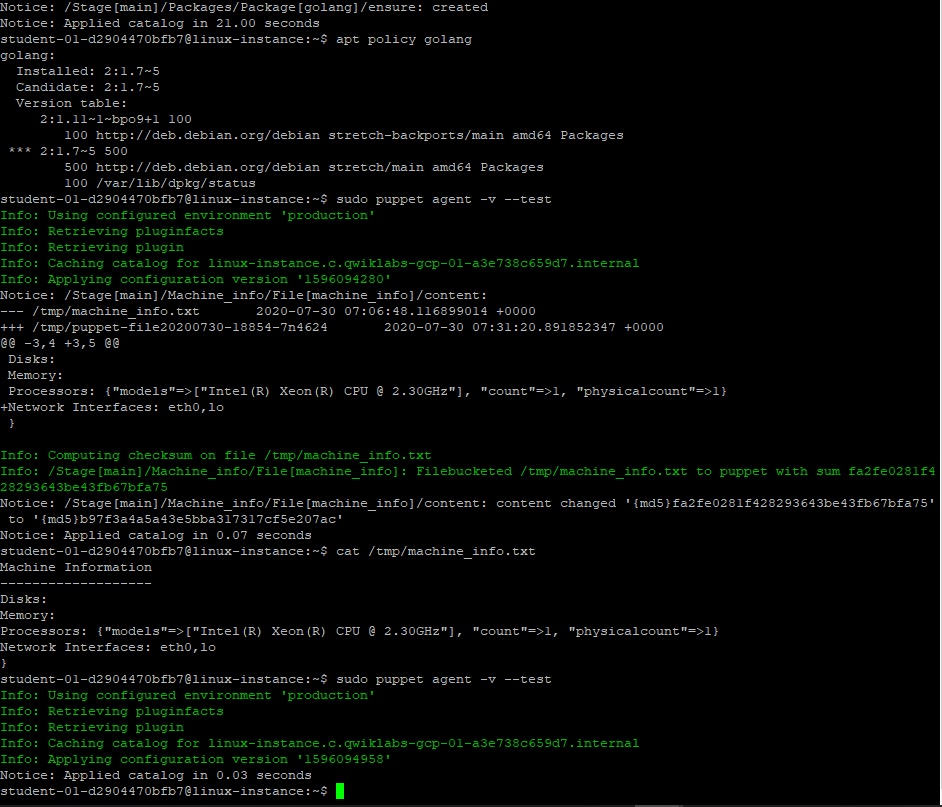 Notice: /Stage[main]/Packages/Package[golang]/ensure: created
Notice: Applied catalog in 21.00 seconds
student-01-d2904470bfb7@linux-instance:~$ apt policy golang
golang:
  Installed: 2:1.7~5
  Candidate: 2:1.7~5
  Version table:
     2:1.11~1~bpo9+1 100
        100 http://deb.debian.org/debian stretch-backports/main amd64 Packages
 *** 2:1.7~5 500
        500 http://deb.debian.org/debian stretch/main amd64 Packages
        100 /var/lib/dpkg/status
student-01-d2904470bfb7@linux-instance:~$ sudo puppet agent -v --test
Info: Using configured environment 'production'
Info: Retrieving pluginfacts
Info: Retrieving plugin
Info: Caching catalog for linux-instance.c.qwiklabs-gcp-01-a3e738c659d7.internal
Info: Applying configuration version '1596094280'
Notice: /Stage[main]/Machine_info/File[machine_info]/content:
--- /tmp/machine_info.txt       2020-07-30 07:06:48.116899014 +0000
+++ /tmp/puppet-file20200730-18854-7n4624       2020-07-30 07:31:20.891852347 +0000
@@ -3,4 +3,5 @@
 Disks:
 Memory:
 Processors: {"models"=>["Intel(R) Xeon(R) CPU @ 2.30GHz"], "count"=>1, "physicalcount"=>1}
+Network Interfaces: eth0,lo
 }

Info: Computing checksum on file /tmp/machine_info.txt
Info: /Stage[main]/Machine_info/File[machine_info]: Filebucketed /tmp/machine_info.txt to puppet with sum fa2fe0281f4
28293643be43fb67bfa75
Notice: /Stage[main]/Machine_info/File[machine_info]/content: content changed '{md5}fa2fe0281f428293643be43fb67bfa75'
 to '{md5}b97f3a4a5a43e5bba317317cf5e207ac'
Notice: Applied catalog in 0.07 seconds
student-01-d2904470bfb7@linux-instance:~$ cat /tmp/machine_info.txt
Machine Information
-------------------
Disks:
Memory:
Processors: {"models"=>["Intel(R) Xeon(R) CPU @ 2.30GHz"], "count"=>1, "physicalcount"=>1}
Network Interfaces: eth0,lo
}
student-01-d2904470bfb7@linux-instance:~$ sudo puppet agent -v --test
Info: Using configured environment 'production'
Info: Retrieving pluginfacts
Info: Retrieving plugin
Info: Caching catalog for linux-instance.c.qwiklabs-gcp-01-a3e738c659d7.internal
Info: Applying configuration version '1596094958'
Notice: Applied catalog in 0.03 seconds
student-01-d2904470bfb7@linux-instance:~$